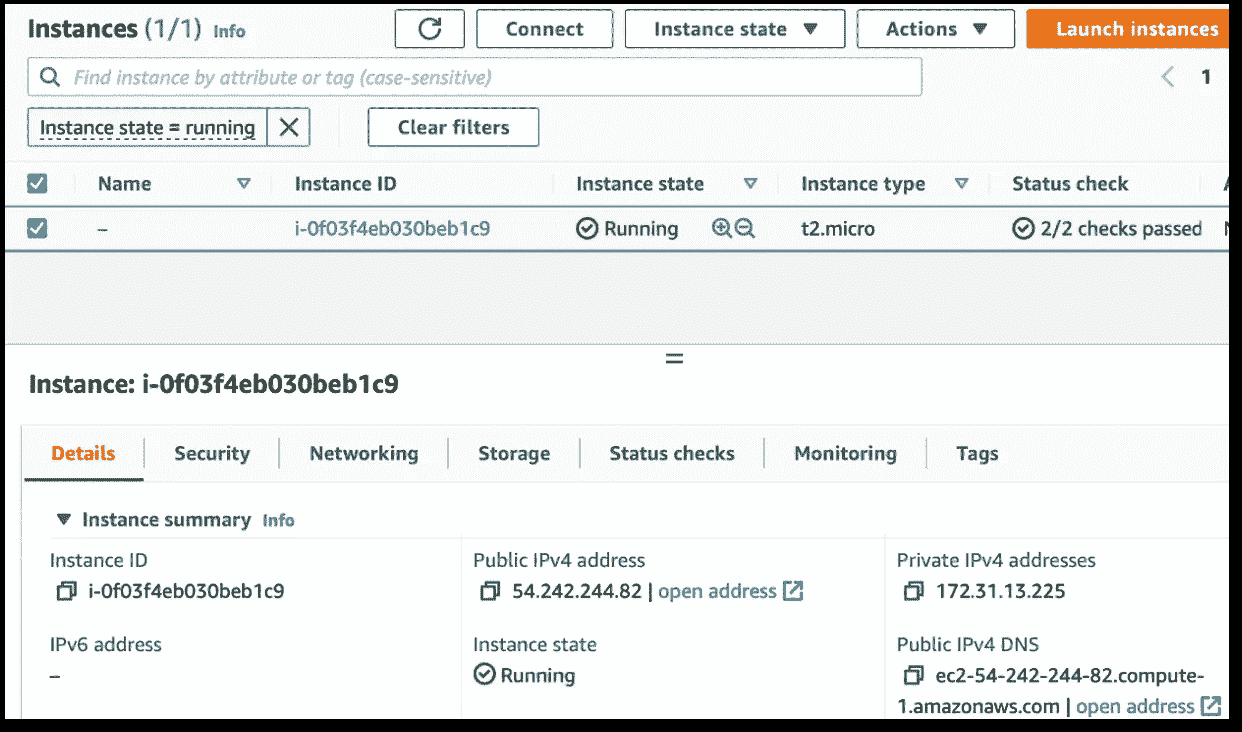 Instances (1/1) Info Connect Instance state Actions Launch instances
Find instance by attribute or tag (case-sensitive) 1
Instance state = running Clear filters
Name Instance ID Instance state Instance type Status check
– i-0f03f4eb030beb1c9 Running t2.micro 2/2 checks passed
Instance: i-0f03f4eb030beb1c9
Details Security Networking Storage Status checks Monitoring Tags
Instance summary Info
Instance ID Public IPv4 address Private IPv4 addresses
i-0f03f4eb030beb1c9 54.242.244.82 | open address 172.31.13.225
IPv6 address Instance state Public IPv4 DNS
– Running ec2-54-242-244-82.compute-
1.amazonaws.com | open address